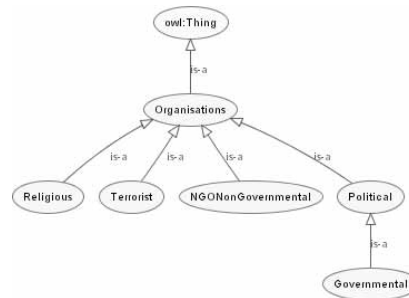 owl:Thing
is-a
Organisations
is-a
is-a
is-a
is-a
Religious
Terrorist
NGONonGovernmental
Political
is-a
Governmental